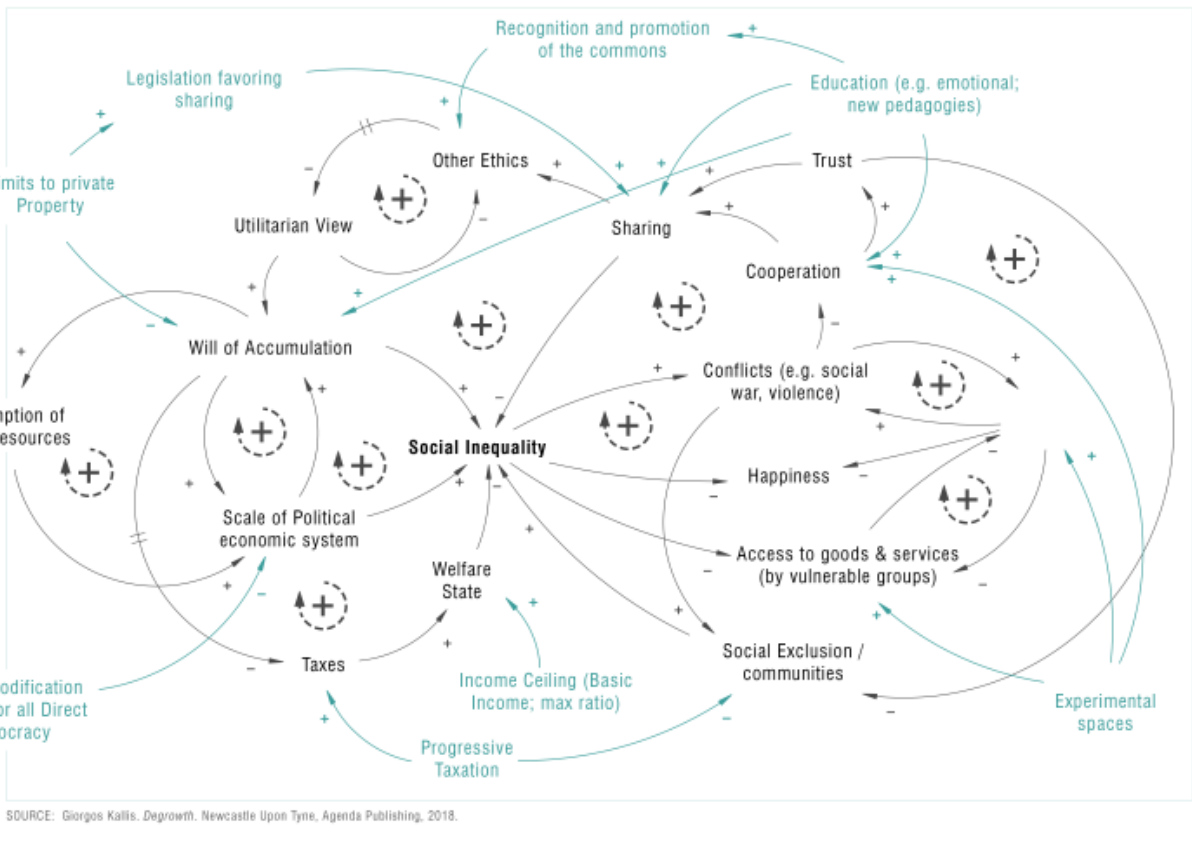 Recognition and promotion
of the commons
Legislation favoring
sharing
Education (e.g. emotional;
new pedagogies)
Other Ethics
Trust
mits to private
Property
Utilitarian View
Sharing
Cooperation
Will of Accumulation
Conflicts (e.g. social
war, violence)
nption of
esources
Social Inequality
Happiness
Scale of Political
economic system
Access to goods & services
(by vulnerable groups)
Welfare
State
Taxes
Social Exclusion /
communities
odification
or all Direct
ocracy
Income Ceiling (Basic
Income; max ratio)
Experimental
spaces
Progressive
Taxation
SOURCE: Giorgos Kallis. Degrowth. Newcastle Upon Tyne, Agenda Publishing, 2018.